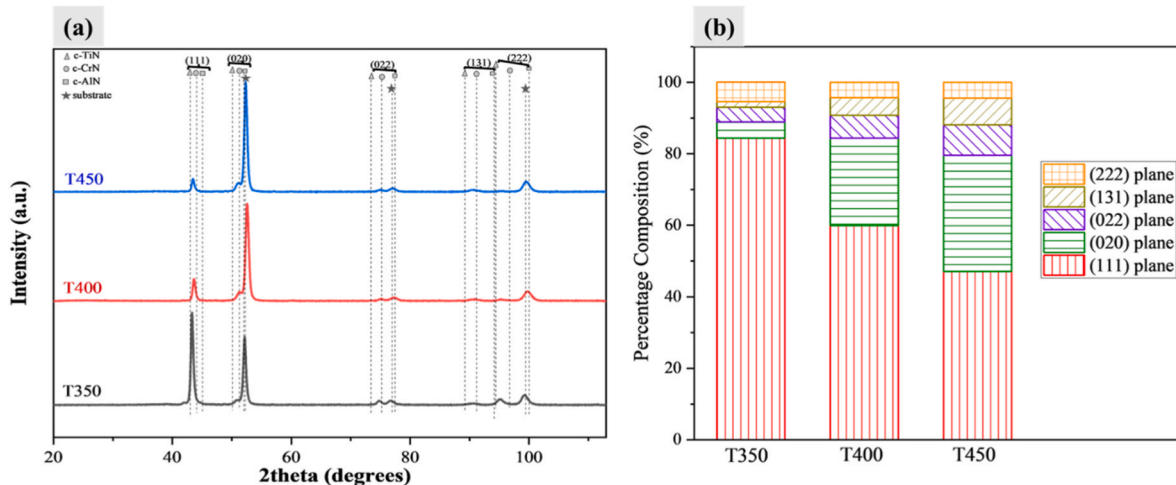 (a)
c-TiN
c-CrN
c-AlN
substrate
(111)
(020)
(022)
(131)
(222)
T450
T400
T350
Intensity (a.u.)
20
40
60
80
100
2theta (degrees)
(b)
100
80
60
40
20
0
Percentage Composition (%)
(222) plane
(131) plane
(022) plane
(020) plane
(111) plane
T350
T400
T450